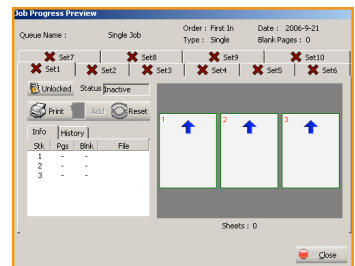 Job Progress Preview
Queue Name : Single Job Order : First In Date : 2006-9-21
Type : Single Blank Pages : 0
Set7 Set8 Set9 Set10
Set1 Set2 Set3 Set4 Set5 Set6
Unlocked Status Inactive
Print Add Reset
Info History
Stk Pgs Blnk File
1 - -
2 - -
3 - -
1 2 3
Sheets : 0
Close